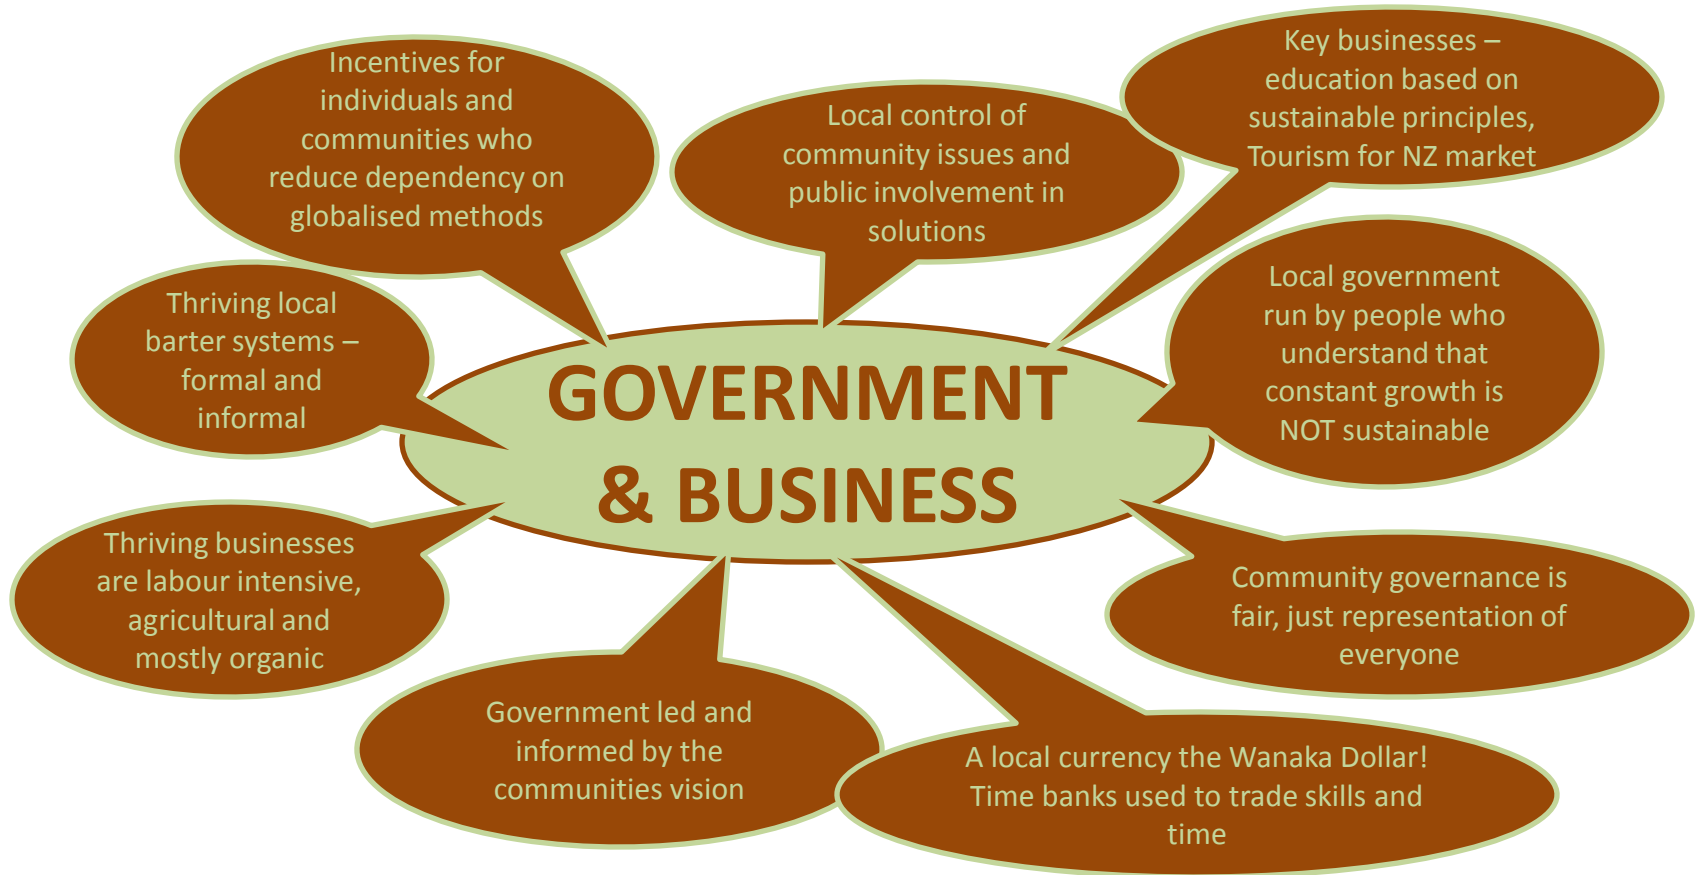 Incentives for
individuals and
communities who
reduce dependency on
globalised methods
Local control of
community issues and
public involvement in
solutions
Key businesses –
education based on
sustainable principles,
Tourism for NZ market
Thriving local
barter systems –
formal and
informal
GOVERNMENT
& BUSINESS
Local government
run by people who
understand that
constant growth is
NOT sustainable
Thriving businesses
are labour intensive,
agricultural and
mostly organic
Community governance is
fair, just representation of
everyone
Government led and
informed by the
communities vision
A local currency the Wanaka Dollar!
Time banks used to trade skills and
time